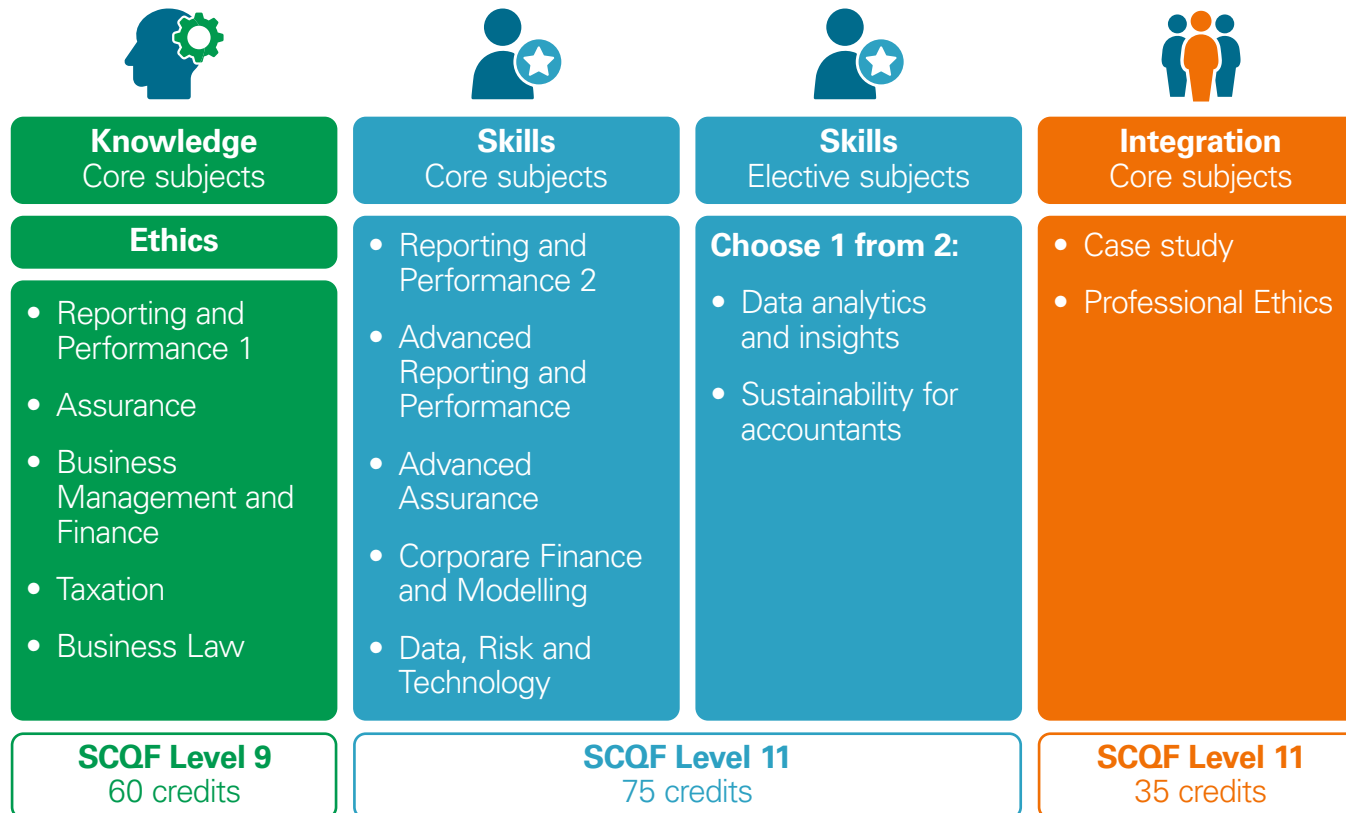 Knowledge
Core subjects
Ethics
• Reporting and
Performance 1
• Assurance
• Business
Management and
Finance
• Taxation
• Business Law
SCQF Level 9
60 credits
Skills
Core subjects
• Reporting and
Performance 2
• Advanced
Reporting and
Performance
• Advanced
Assurance
• Corporare Finance
and Modelling
• Data, Risk and
Technology
Skills
Elective subjects
Choose 1 from 2:
• Data analytics
and insights
• Sustainability for
accountants
SCQF Level 11
75 credits
Integration
Core subjects
• Case study
• Professional Ethics
SCQF Level 11
35 credits